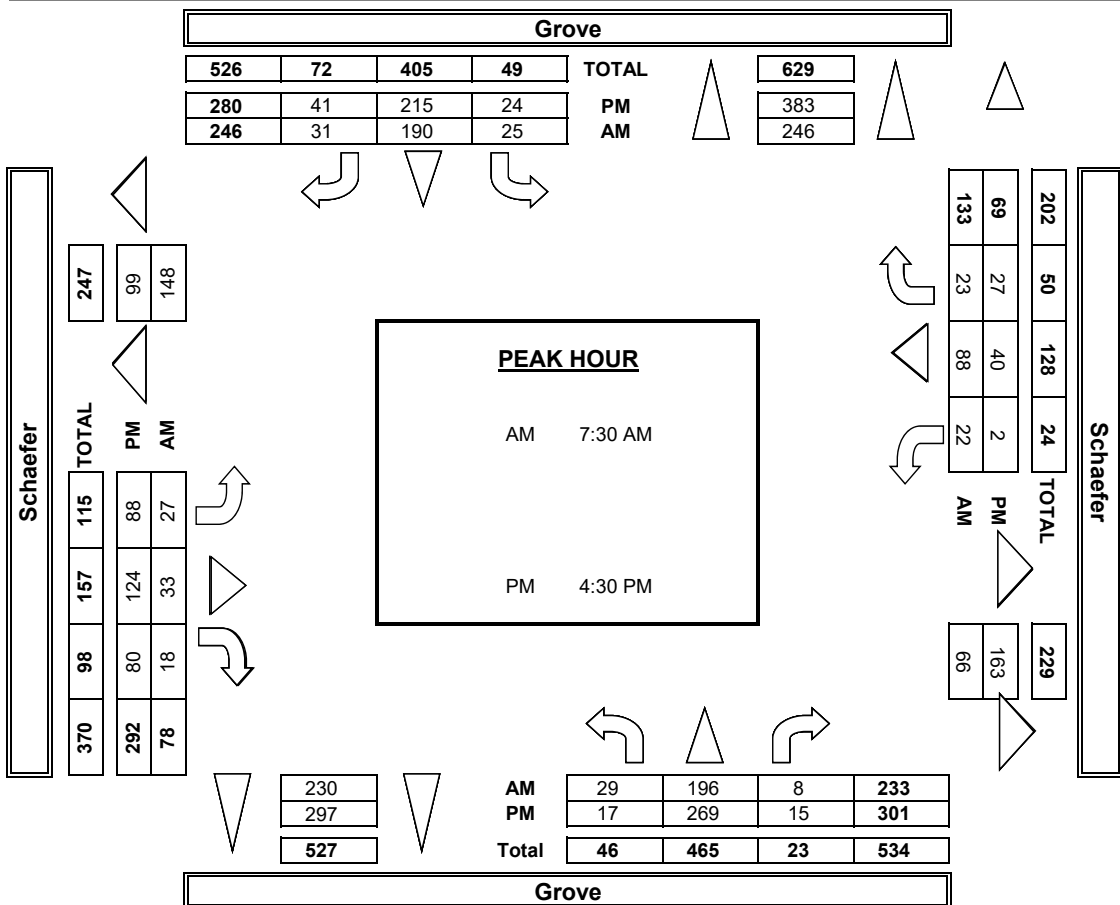 Grove
526 72 405 49 TOTAL 629
280 41 215 24 PM 383
246 31 190 25 AM 246
Schaefer
247 99 148
TOTAL PM AM
115 88 27
157 124 33
98 80 18
370 292 78
PEAK HOUR
AM 7:30 AM
PM 4:30 PM
133 69 202
23 27 50
88 40 128
22 2 24
AM PM TOTAL
66 163 229
Schaefer
230 AM 29 196 8 233
297 PM 17 269 15 301
527 Total 46 465 23 534
Grove